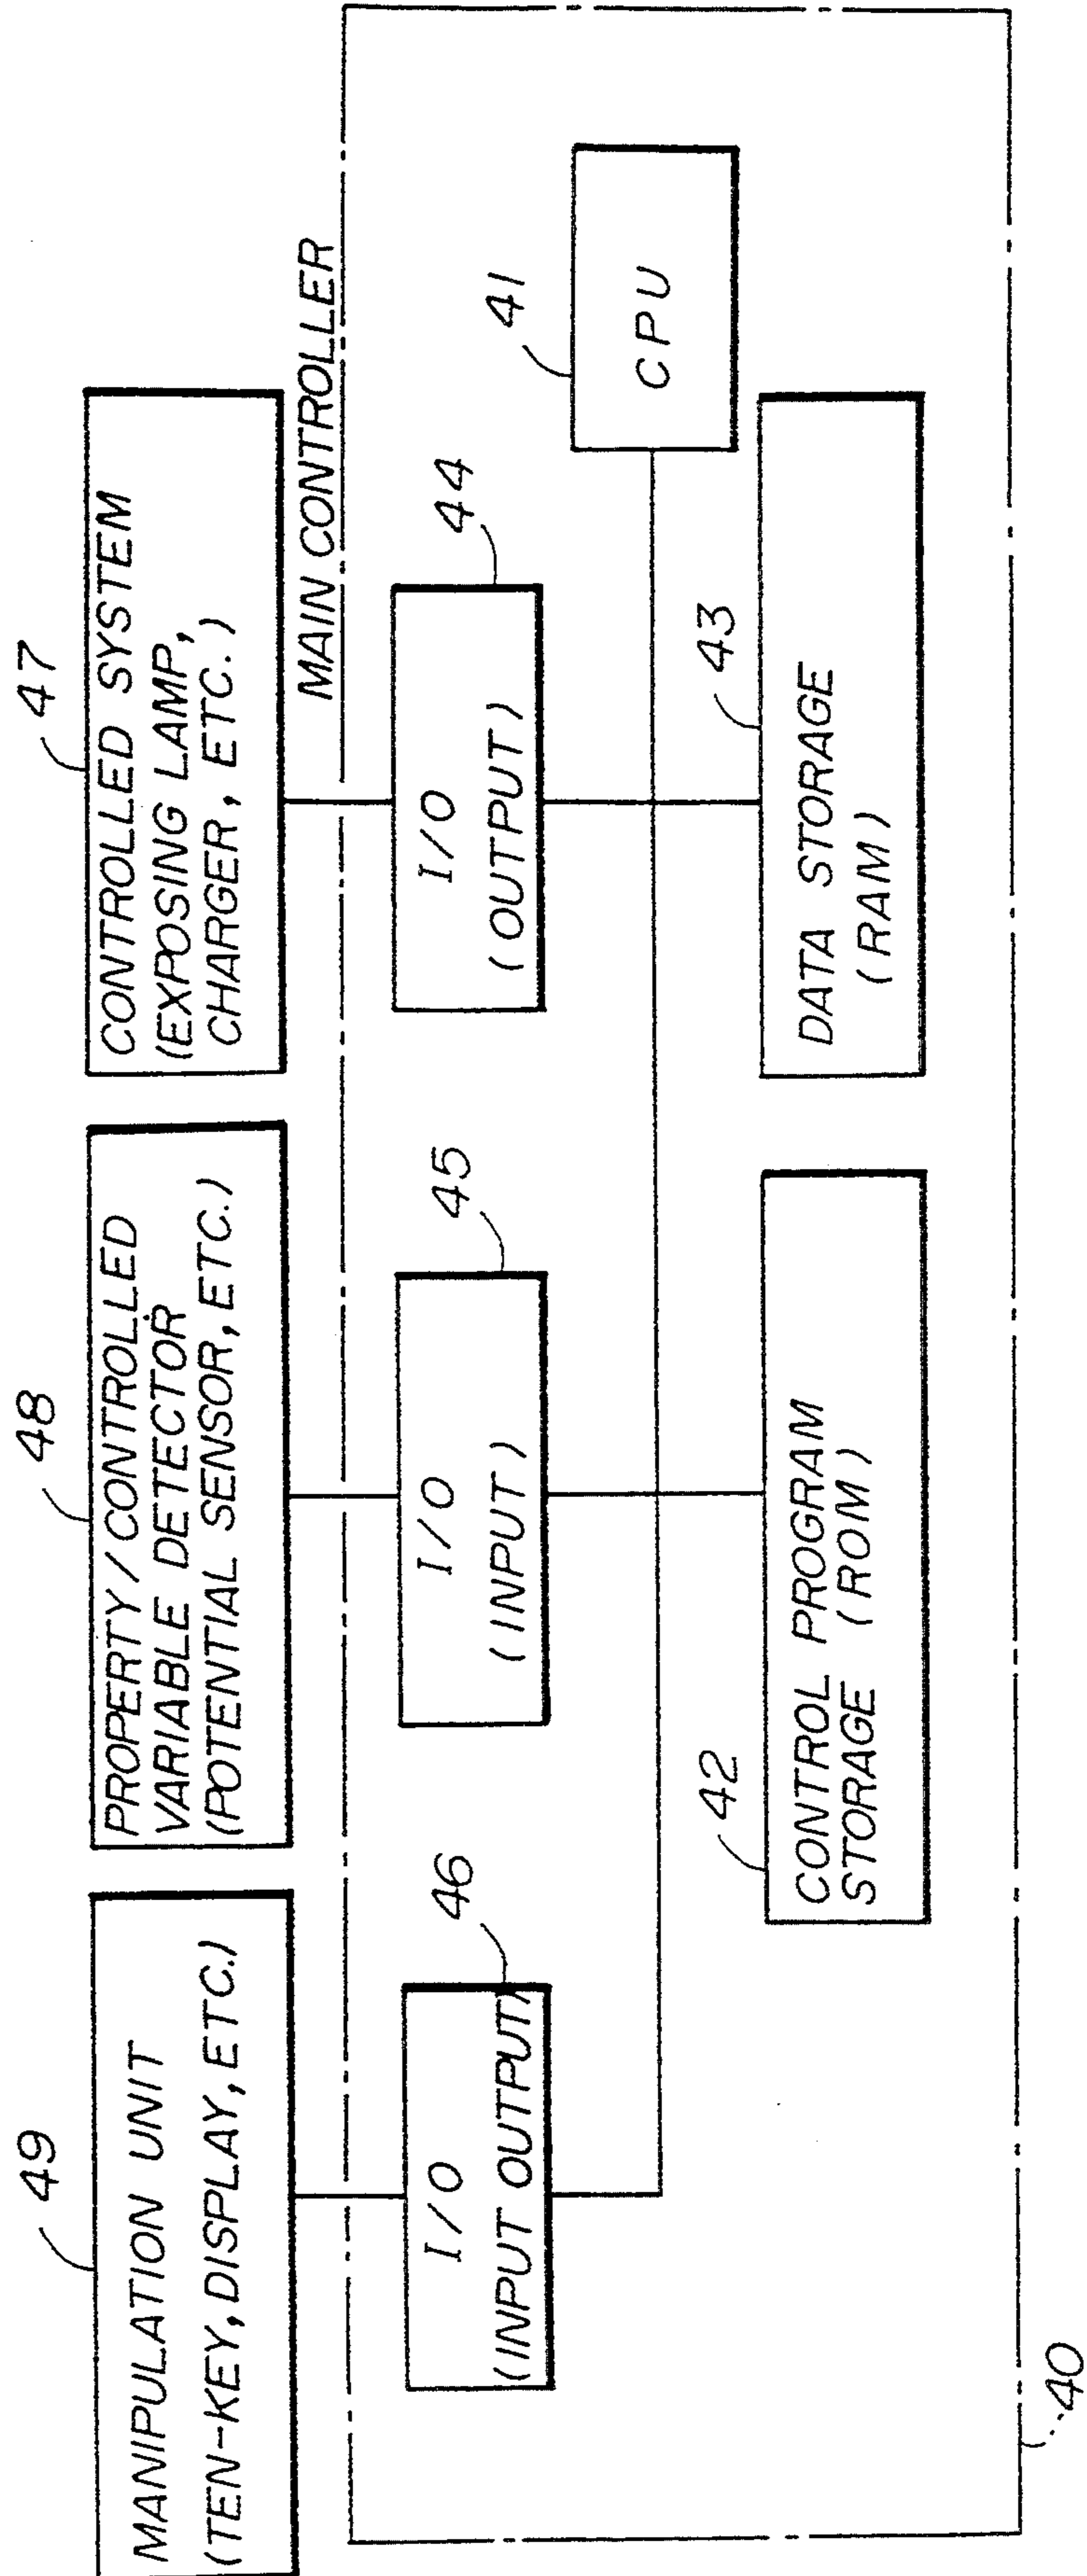 49
MANIPULATION UNIT
(TEN-KEY, DISPLAY, ETC.)
48
PROPERTY/CONTROLLED
VARIABLE DETECTOR
(POTENTIAL SENSOR, ETC.)
47
CONTROLLED SYSTEM
(EXPOSING LAMP,
CHARGER, ETC.)
MAIN CONTROLLER
46
I/O
(INPUT OUTPUT)
45
I/O
(INPUT)
44
I/O
(OUTPUT)
41
CPU
42
CONTROL PROGRAM
STORAGE (ROM)
43
DATA STORAGE
(RAM)
40